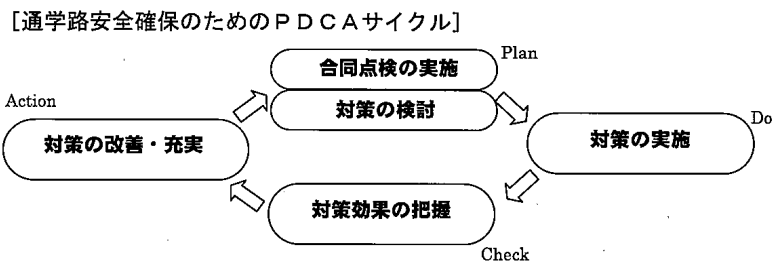 ［通学路安全確保のためのＰＤＣＡサイクル］
合同点検の実施
Plan
対策の検討
Action
対策の改善・充実
対策の実施
Do
対策効果の把握
Check